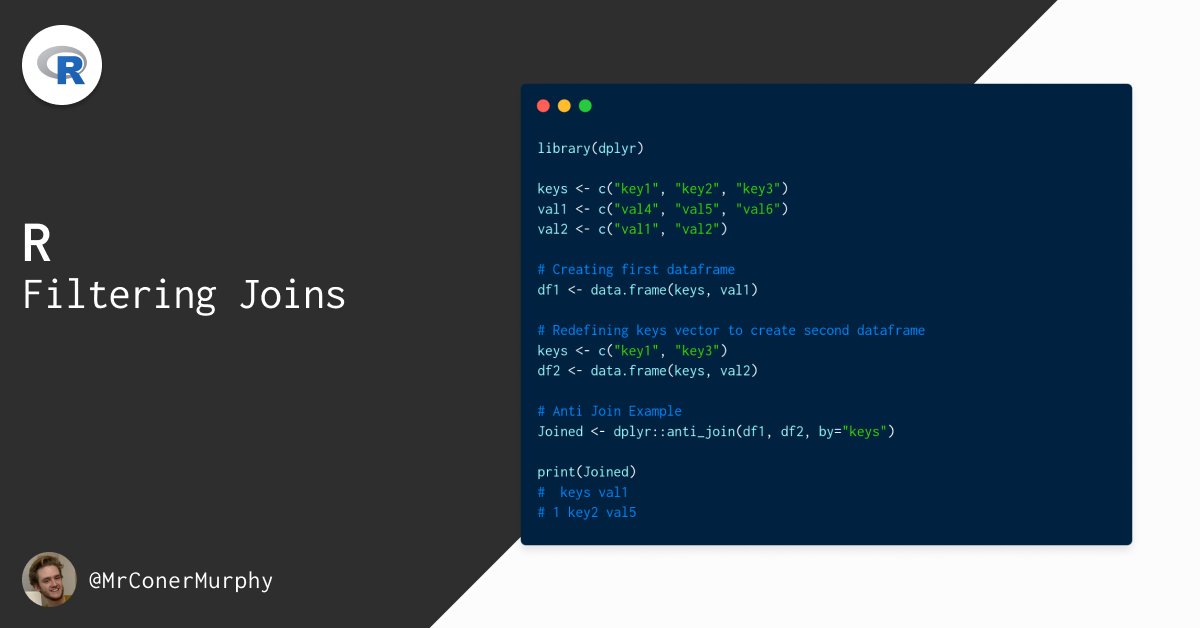 R
R
Filtering Joins
@MrConerMurphy
library(dplyr)
keys <- c("key1", "key2", "key3")
val1 <- c("val4", "val5", "val6")
val2 <- c("val1", "val2")
# Creating first dataframe
df1 <- data.frame(keys, val1)
# Redefining keys vector to create second dataframe
keys <- c("key1", "key3")
df2 <- data.frame(keys, val2)
# Anti Join Example
Joined <- dplyr::anti_join(df1, df2, by="keys")
print(Joined)
#  keys val1
# 1 key2 val5